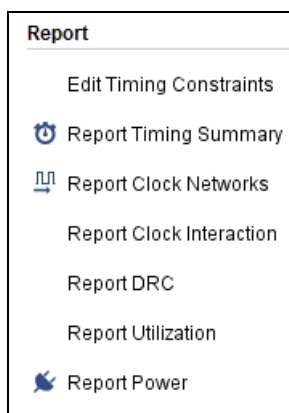 Report
Edit Timing Constraints
Report Timing Summary
Report Clock Networks
Report Clock Interaction
Report DRC
Report Utilization
Report Power